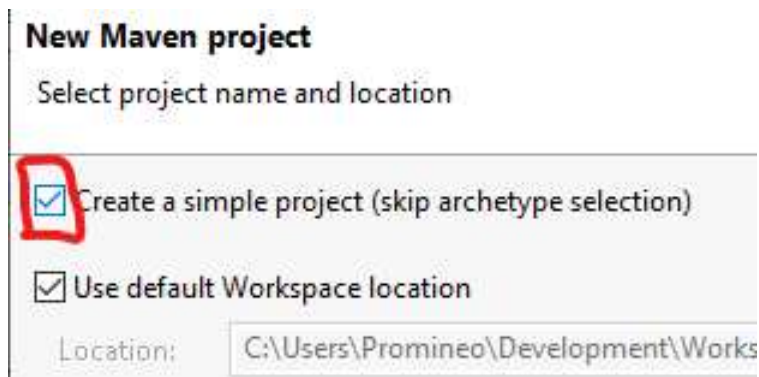 New Maven project
Select project name and location
Create a simple project (skip archetype selection)
Use default Workspace location
Location: C:\Users\Promineo\Development\Works